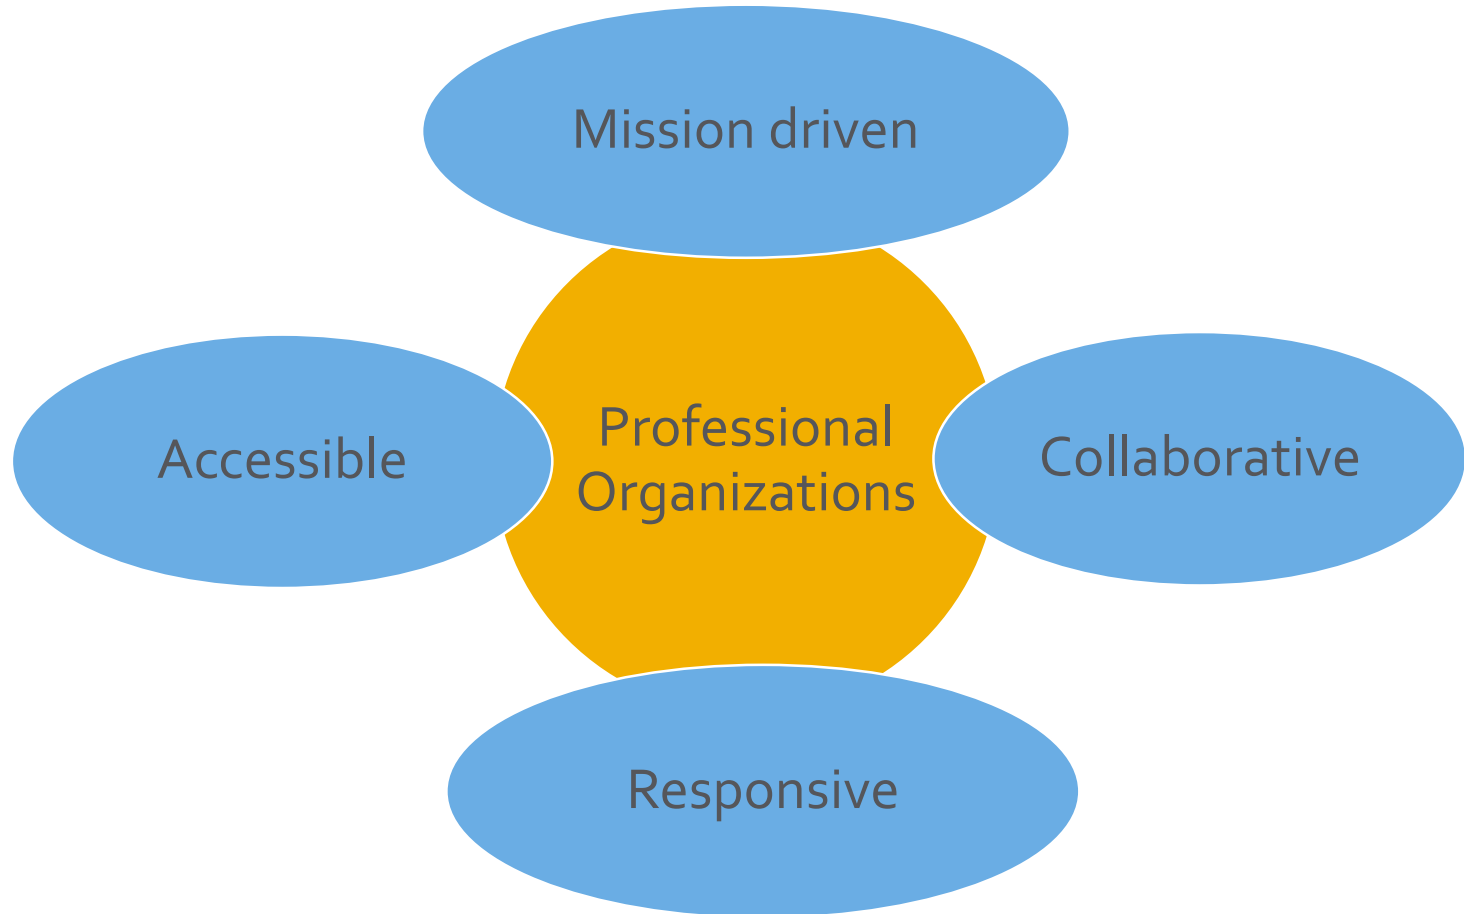 Mission driven
Accessible
Professional
Organizations
Collaborative
Responsive